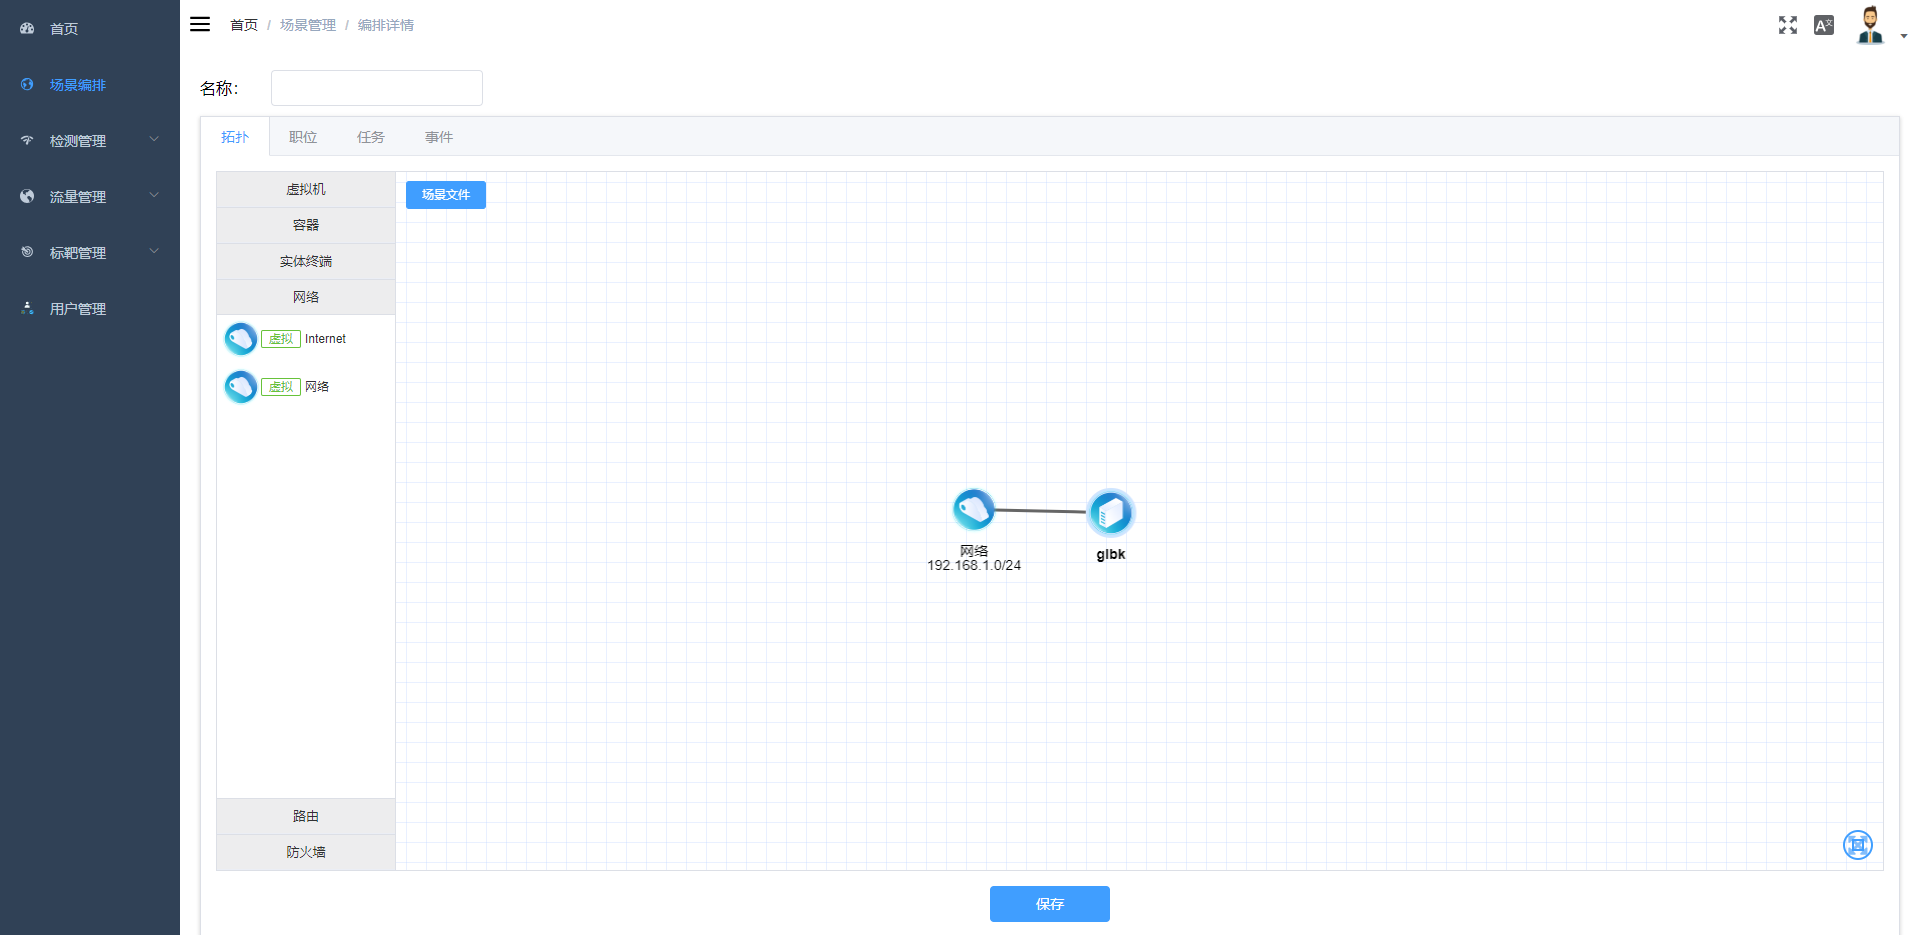 首页
场景编排
检测管理
流量管理
标靶管理
用户管理
首页 / 场景管理 / 编排详情
名称：
拓扑 职位 任务 事件
虚拟机
容器
实体终端
网络
虚拟 Internet
虚拟 网络
路由
防火墙
场景文件
网络
192.168.1.0/24
glbk
保存